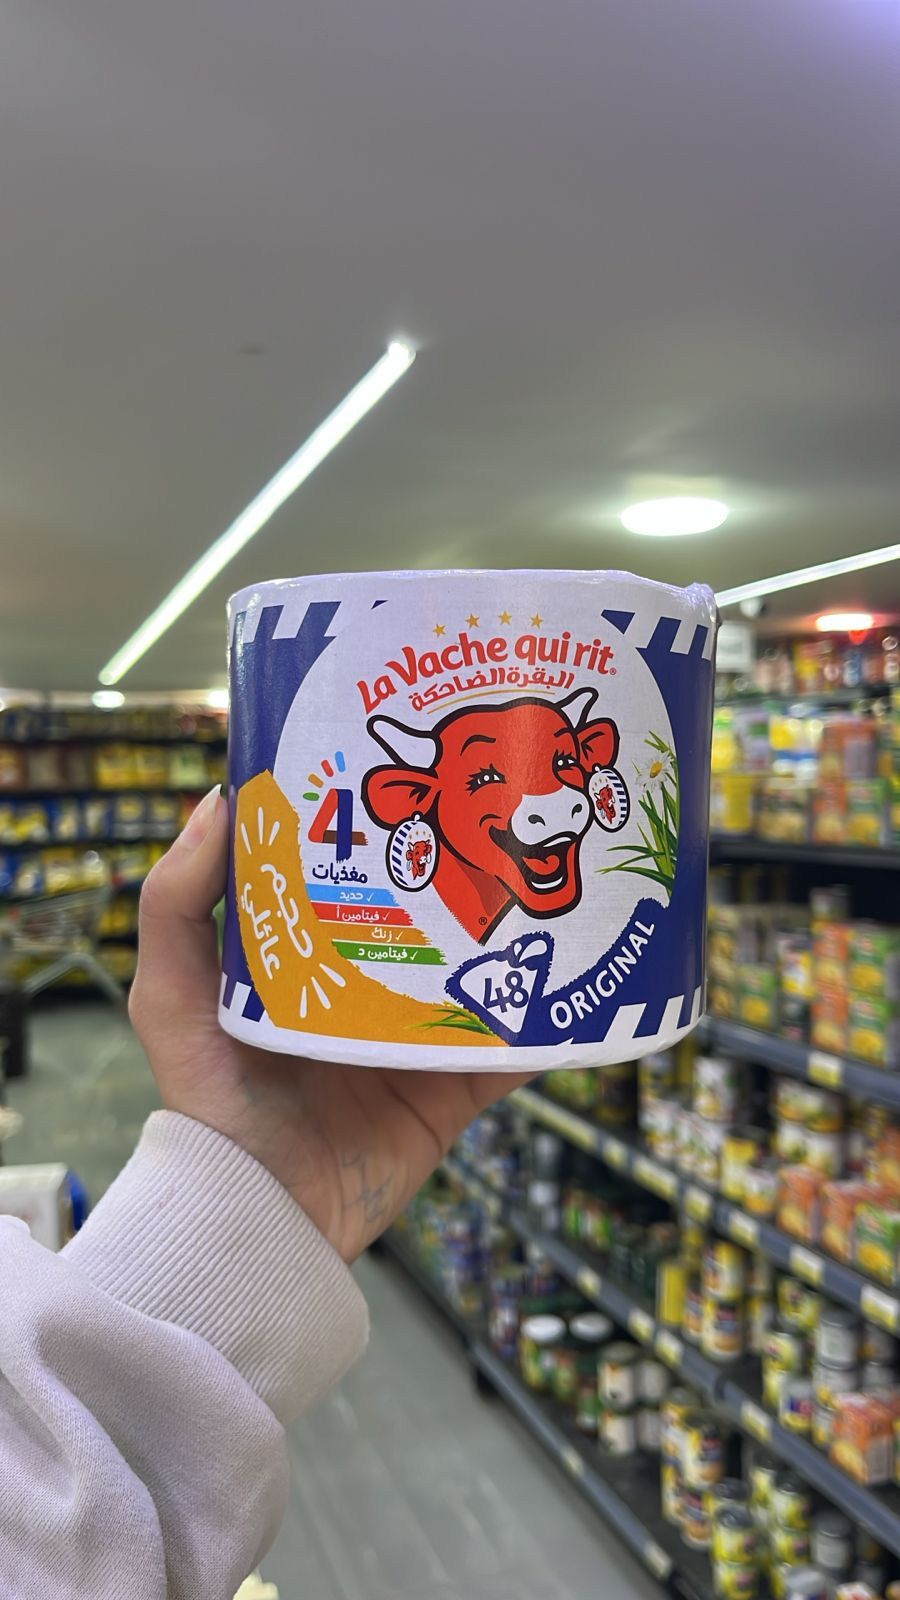 La Vache qui rit®
البقرة الضاحكة
4
مغذيات
حديد ✓
فيتامين أ ✓
زنك ✓
فيتامين د ✓
حجم
عائلي
®
48
ORIGINAL